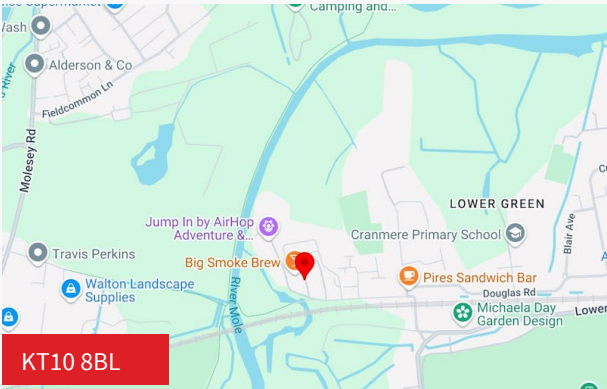 Camping and...
Alderson & Co
Fieldcommon Ln
Molesey Rd
LOWER GREEN
Blair Ave
Jump In by AirHop
Adventure &...
Cranmere Primary School
Travis Perkins
Big Smoke Brew
Pires Sandwich Bar
Walton Landscape
Supplies
River Mole
Douglas Rd
Michaela Day
Garden Design
Lower
KT10 8BL